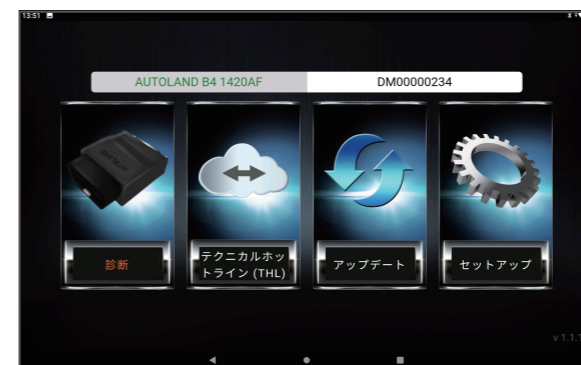 13:51
AUTOLAND B4 1420AF
DM00000234
診断
テクニカルホッ
トライン (THL)
アップデート
セットアップ
v 1.1.1